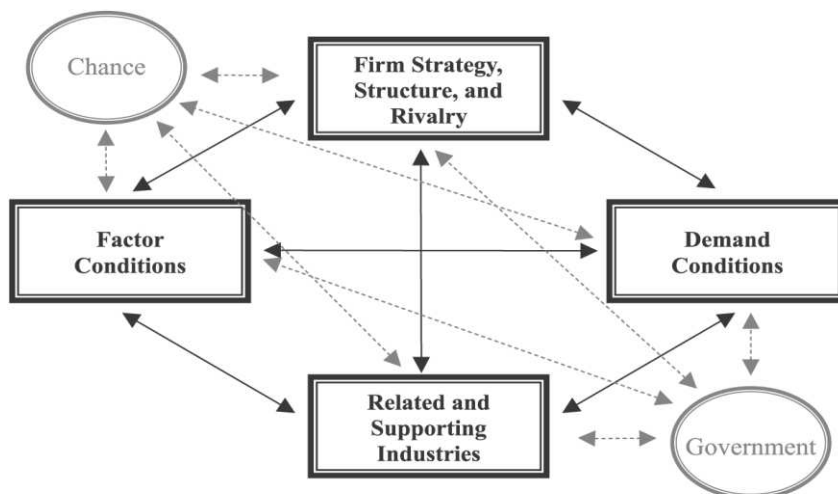 Chance
Firm Strategy,
Structure, and
Rivalry
Factor
Conditions
Demand
Conditions
Related and
Supporting
Industries
Government